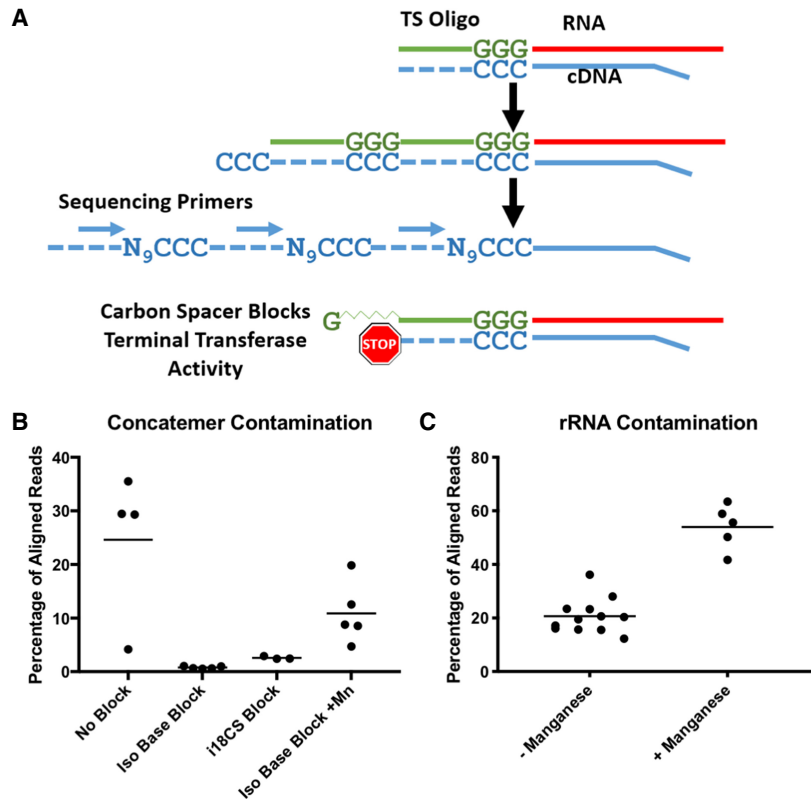 A
TS Oligo
RNA
GGG
CCC
cDNA
GGG GGG
CCC CCC CCC
Sequencing Primers
N9CCC N9CCC N9CCC
Carbon Spacer Blocks
Terminal Transferase
Activity
G
GGG
STOP
CCC
B
Concatemer Contamination
Percentage of Aligned Reads
40
30
20
10
0
No Block
Iso Base Block
i18CS Block
Iso Base Block +Mn
C
rRNA Contamination
Percentage of Aligned Reads
80
60
40
20
0
- Manganese
+ Manganese